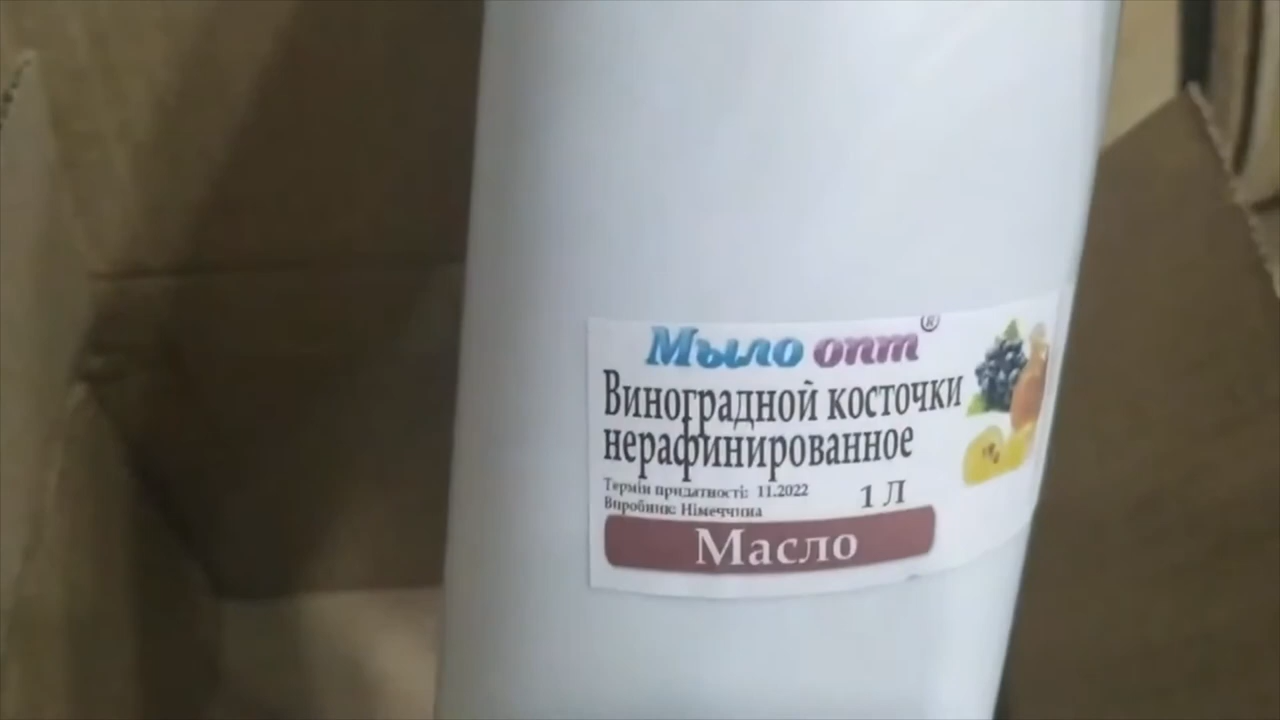 Мыло опт®
Виноградной косточки
нерафинированное
Термін придатності: 11.2022
1 Л
Виробник: Німеччина
Масло